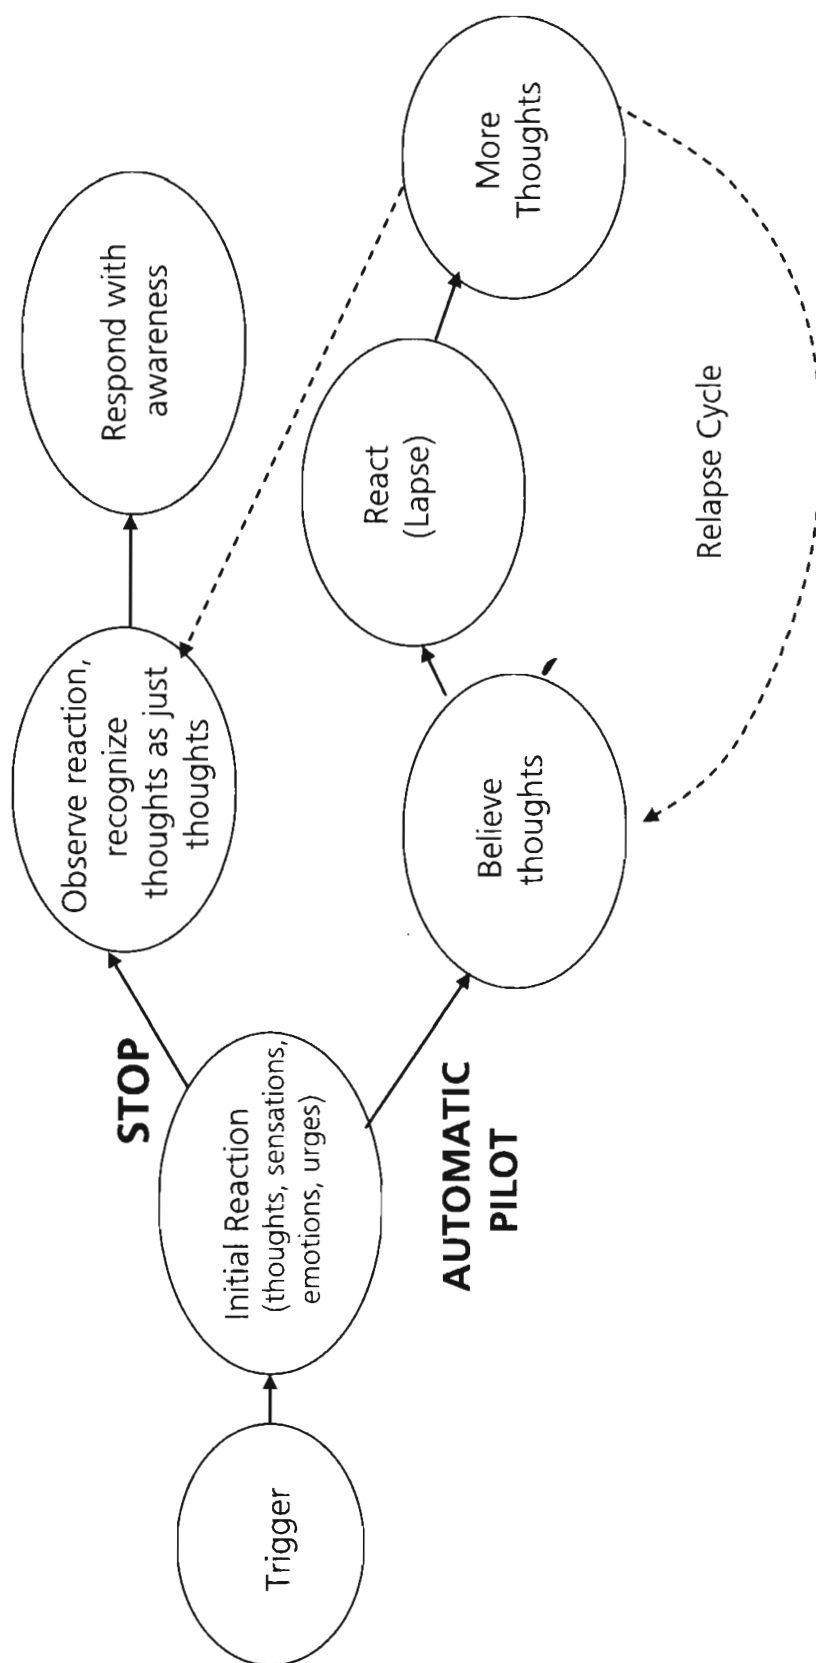 Trigger
Initial Reaction
(thoughts, sensations,
emotions, urges)
STOP
Observe reaction,
recognize
thoughts as just
thoughts
Respond with
awareness
AUTOMATIC
PILOT
Believe
thoughts
React
(Lapse)
More
Thoughts
Relapse Cycle